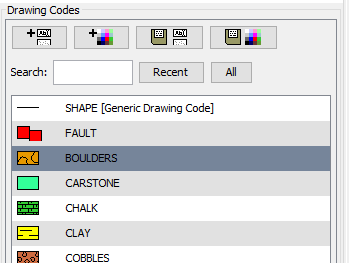 Drawing Codes
Search: Recent All
SHAPE [Generic Drawing Code]
FAULT
BOULDERS
CARSTONE
CHALK
CLAY
COBBLES